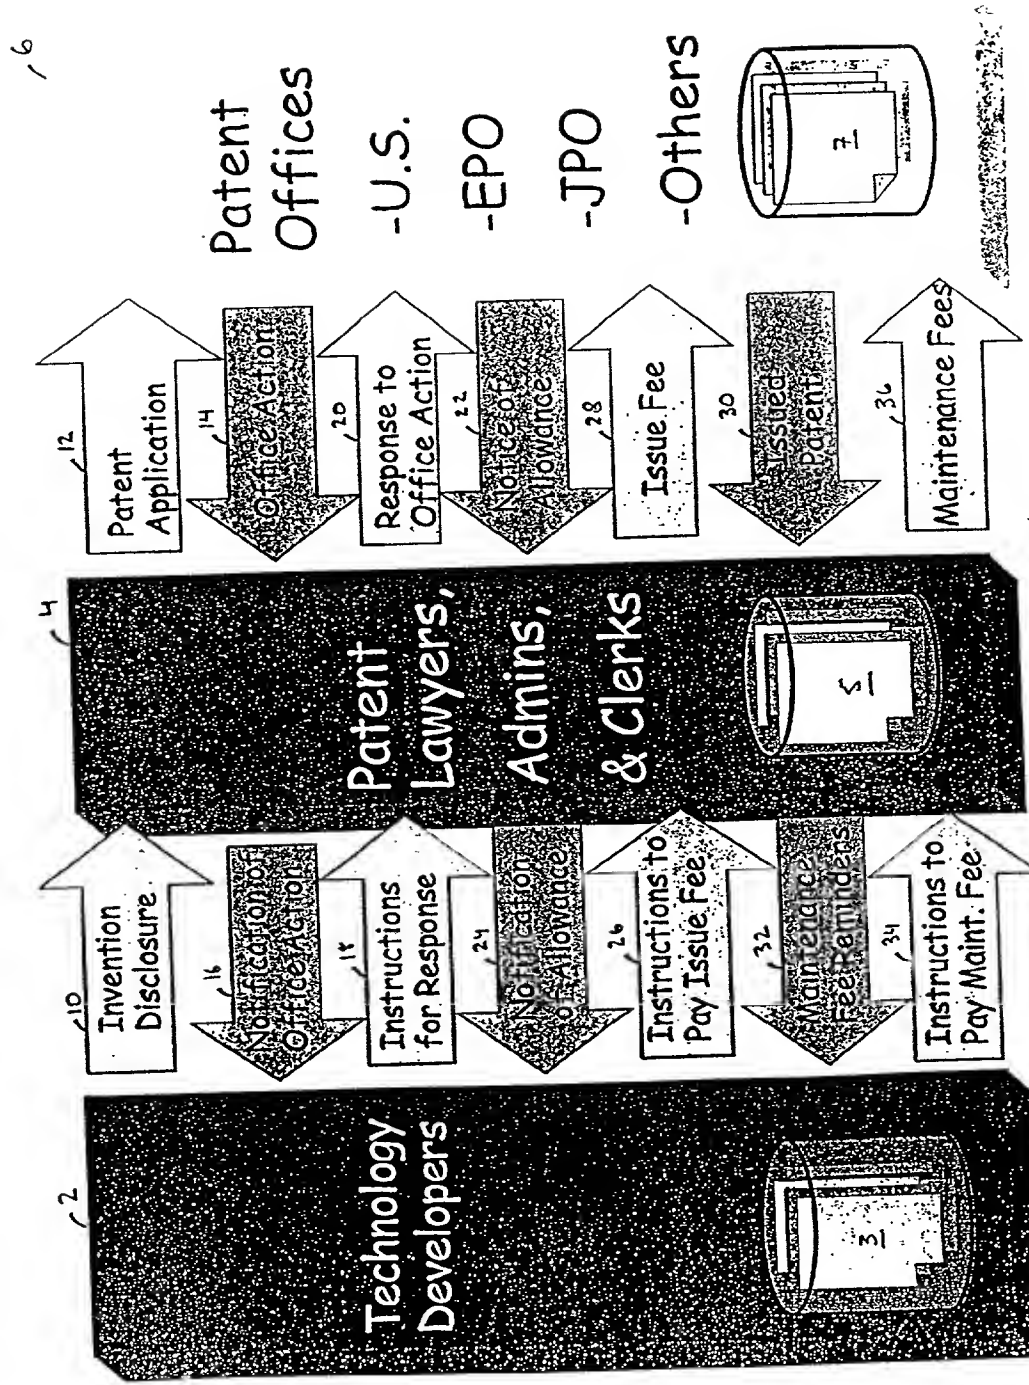 6
2
Technology
Developers
3
10
Invention
Disclosure
16
Notification of
Office Action
18
Instructions
for Response
24
Notification
of Allowance
26
Instructions to
Pay Issue Fee
32
Maintenance
Fee Reminders
34
Instructions to
Pay Maint. Fee
4
Patent
Lawyers,
Admins,
& Clerks
5
12
Patent
Application
14
Office Action
20
Response to
Office Action
22
Notice of
Allowance
28
Issue Fee
30
Issued
Patent
36
Maintenance Fees
Patent
Offices
-U.S.
-EPO
-JPO
-Others
7